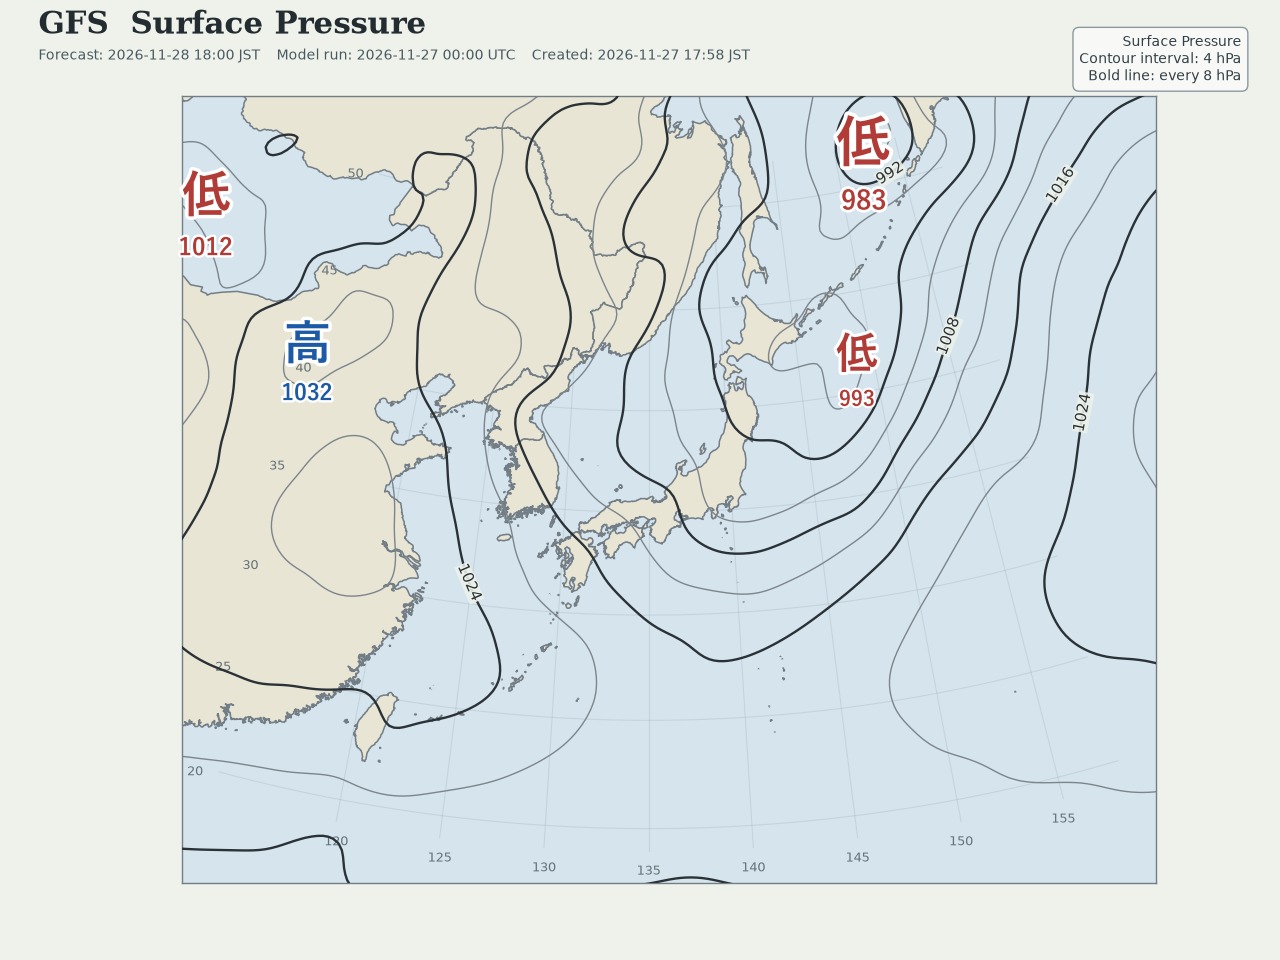 GFS  Surface Pressure
Forecast: 2026-11-28 18:00 JST    Model run: 2026-11-27 00:00 UTC    Created: 2026-11-27 17:58 JST
Surface Pressure
Contour interval: 4 hPa
Bold line: every 8 hPa
低
983
992
低
1012
1016
50
45
高
1032
40
低
993
1008
1024
35
30
1024
25
20
120
125
130
135
140
145
150
155